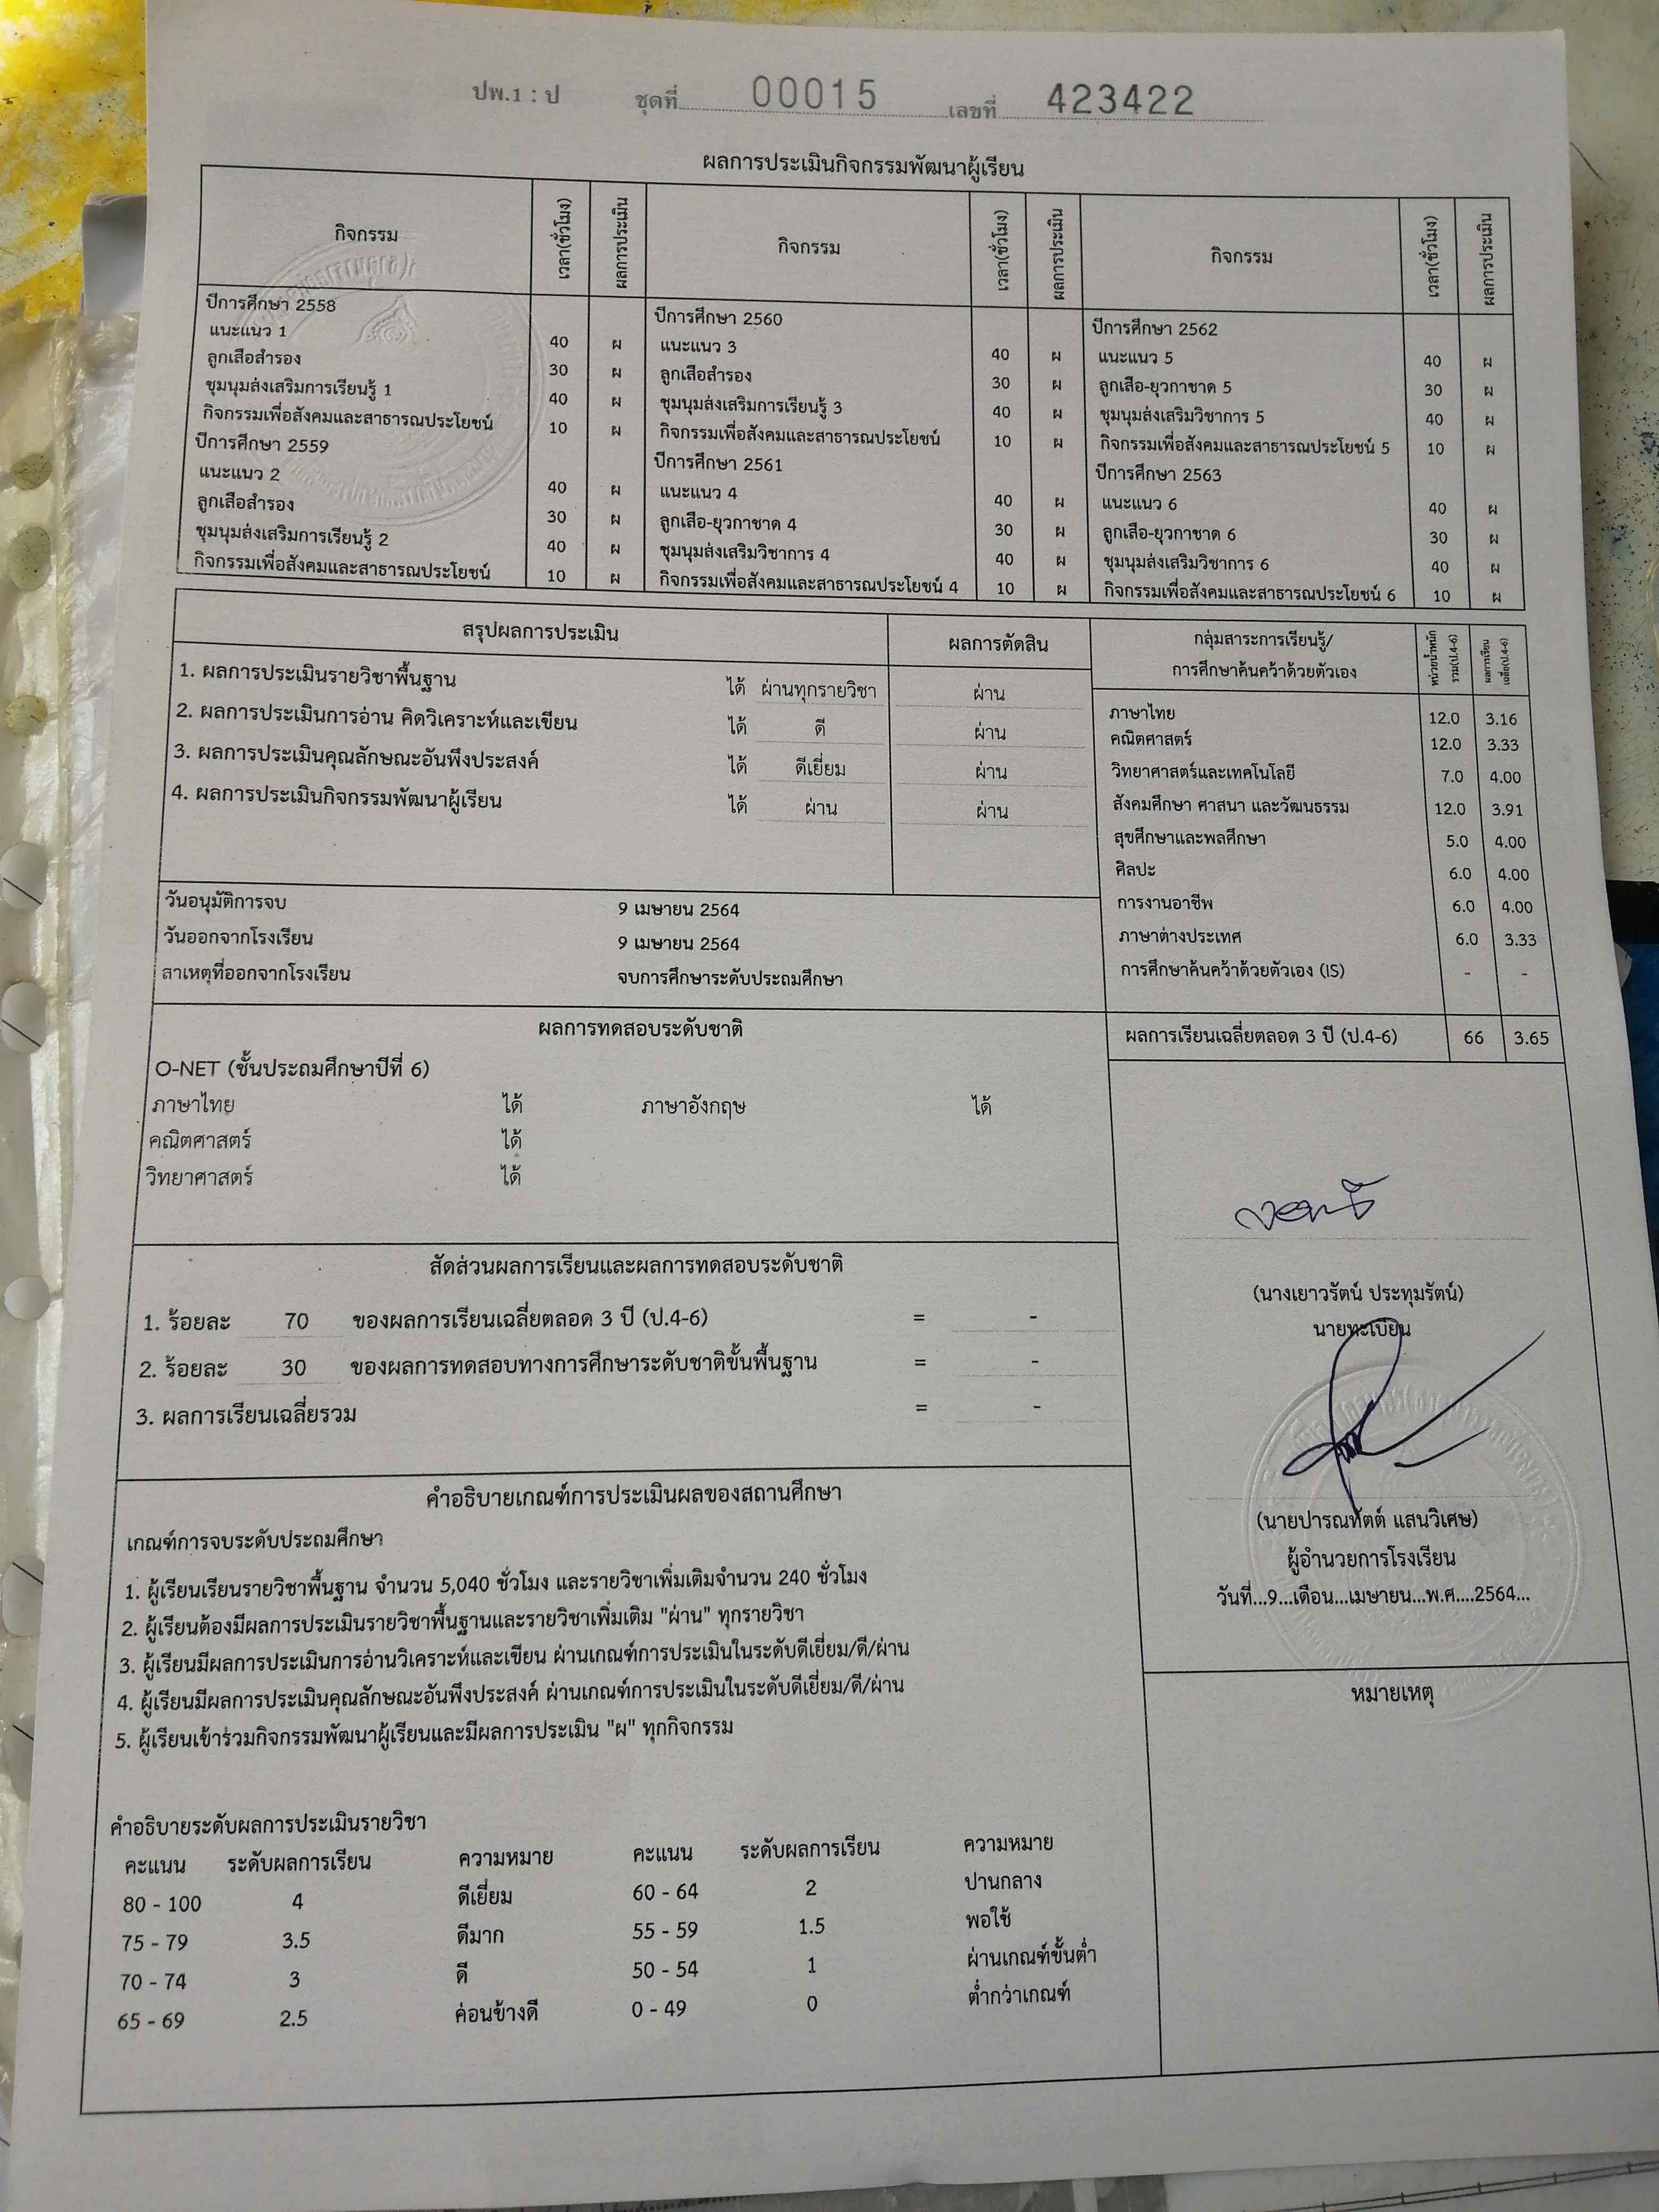 ปพ.1 : ป ชุดที่ 00015 เลขที่ 423422
ผลการประเมินกิจกรรมพัฒนาผู้เรียน
กิจกรรม เวลา(ชั่วโมง) ผลการประเมิน กิจกรรม เวลา(ชั่วโมง) ผลการประเมิน กิจกรรม เวลา(ชั่วโมง) ผลการประเมิน
ปีการศึกษา 2558 ปีการศึกษา 2560 ปีการศึกษา 2562
แนะแนว 1 40 ผ แนะแนว 3 40 ผ แนะแนว 5 40 ผ
ลูกเสือสำรอง 30 ผ ลูกเสือสำรอง 30 ผ ลูกเสือ-ยุวกาชาด 5 30 ผ
ชุมนุมส่งเสริมการเรียนรู้ 1 40 ผ ชุมนุมส่งเสริมการเรียนรู้ 3 40 ผ ชุมนุมส่งเสริมวิชาการ 5 40 ผ
กิจกรรมเพื่อสังคมและสาธารณประโยชน์ 10 ผ กิจกรรมเพื่อสังคมและสาธารณประโยชน์ 10 ผ กิจกรรมเพื่อสังคมและสาธารณประโยชน์ 5 10 ผ
ปีการศึกษา 2559 ปีการศึกษา 2561 ปีการศึกษา 2563
แนะแนว 2 40 ผ แนะแนว 4 40 ผ แนะแนว 6 40 ผ
ลูกเสือสำรอง 30 ผ ลูกเสือ-ยุวกาชาด 4 30 ผ ลูกเสือ-ยุวกาชาด 6 30 ผ
ชุมนุมส่งเสริมการเรียนรู้ 2 40 ผ ชุมนุมส่งเสริมวิชาการ 4 40 ผ ชุมนุมส่งเสริมวิชาการ 6 40 ผ
กิจกรรมเพื่อสังคมและสาธารณประโยชน์ 10 ผ กิจกรรมเพื่อสังคมและสาธารณประโยชน์ 4 10 ผ กิจกรรมเพื่อสังคมและสาธารณประโยชน์ 6 10 ผ
สรุปผลการประเมิน ผลการตัดสิน
1. ผลการประเมินรายวิชาพื้นฐาน ได้ ผ่านทุกรายวิชา ผ่าน
2. ผลการประเมินการอ่าน คิดวิเคราะห์และเขียน ได้ ดี ผ่าน
3. ผลการประเมินคุณลักษณะอันพึงประสงค์ ได้ ดีเยี่ยม ผ่าน
4. ผลการประเมินกิจกรรมพัฒนาผู้เรียน ได้ ผ่าน ผ่าน
วันอนุมัติการจบ 9 เมษายน 2564
วันออกจากโรงเรียน 9 เมษายน 2564
สาเหตุที่ออกจากโรงเรียน จบการศึกษาระดับประถมศึกษา
กลุ่มสาระการเรียนรู้/
การศึกษาค้นคว้าด้วยตัวเอง
หน่วยน้ำหนัก
รวม(ป.4-6)
ผลการเรียน
เฉลี่ย(ป.4-6)
ภาษาไทย 12.0 3.16
คณิตศาสตร์ 12.0 3.33
วิทยาศาสตร์และเทคโนโลยี 7.0 4.00
สังคมศึกษา ศาสนา และวัฒนธรรม 12.0 3.91
สุขศึกษาและพลศึกษา 5.0 4.00
ศิลปะ 6.0 4.00
การงานอาชีพ 6.0 4.00
ภาษาต่างประเทศ 6.0 3.33
การศึกษาค้นคว้าด้วยตัวเอง (IS) - -
ผลการเรียนเฉลี่ยตลอด 3 ปี (ป.4-6) 66 3.65
ผลการทดสอบระดับชาติ
O-NET (ชั้นประถมศึกษาปีที่ 6)
ภาษาไทย ได้ ภาษาอังกฤษ ได้
คณิตศาสตร์ ได้
วิทยาศาสตร์ ได้
สัดส่วนผลการเรียนและผลการทดสอบระดับชาติ
1. ร้อยละ 70 ของผลการเรียนเฉลี่ยตลอด 3 ปี (ป.4-6) = -
2. ร้อยละ 30 ของผลการทดสอบทางการศึกษาระดับชาติขั้นพื้นฐาน = -
3. ผลการเรียนเฉลี่ยรวม = -
(นางเยาวรัตน์ ประทุมรัตน์)
นายทะเบียน
(นายปารณทัตต์ แสนวิเศษ)
ผู้อำนวยการโรงเรียน
วันที่...9...เดือน...เมษายน...พ.ศ....2564...
หมายเหตุ
คำอธิบายเกณฑ์การประเมินผลของสถานศึกษา
เกณฑ์การจบระดับประถมศึกษา
1. ผู้เรียนเรียนรายวิชาพื้นฐาน จำนวน 5,040 ชั่วโมง และรายวิชาเพิ่มเติมจำนวน 240 ชั่วโมง
2. ผู้เรียนต้องมีผลการประเมินรายวิชาพื้นฐานและรายวิชาเพิ่มเติม "ผ่าน" ทุกรายวิชา
3. ผู้เรียนมีผลการประเมินการอ่านวิเคราะห์และเขียน ผ่านเกณฑ์การประเมินในระดับดีเยี่ยม/ดี/ผ่าน
4. ผู้เรียนมีผลการประเมินคุณลักษณะอันพึงประสงค์ ผ่านเกณฑ์การประเมินในระดับดีเยี่ยม/ดี/ผ่าน
5. ผู้เรียนเข้าร่วมกิจกรรมพัฒนาผู้เรียนและมีผลการประเมิน "ผ" ทุกกิจกรรม
คำอธิบายระดับผลการประเมินรายวิชา
คะแนน ระดับผลการเรียน ความหมาย คะแนน ระดับผลการเรียน ความหมาย
80 - 100 4 ดีเยี่ยม 60 - 64 2 ปานกลาง
75 - 79 3.5 ดีมาก 55 - 59 1.5 พอใช้
70 - 74 3 ดี 50 - 54 1 ผ่านเกณฑ์ขั้นต่ำ
65 - 69 2.5 ค่อนข้างดี 0 - 49 0 ต่ำกว่าเกณฑ์